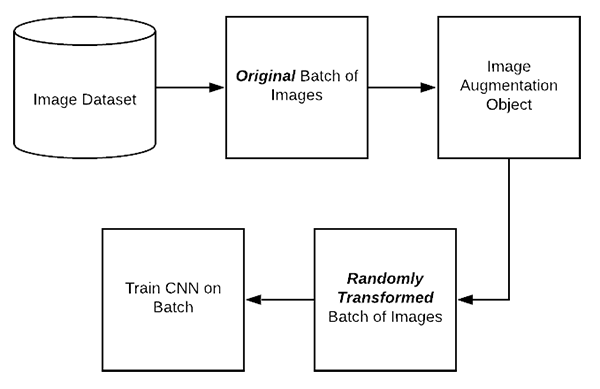 Image Dataset
Original Batch of
Images
Image
Augmentation
Object
Train CNN on
Batch
Randomly
Transformed
Batch of Images